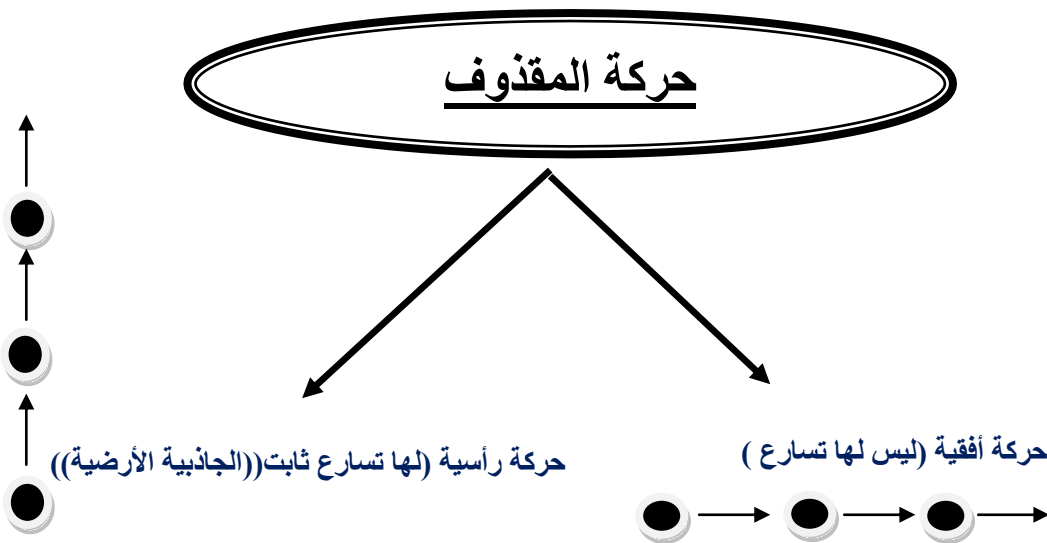 حركة المقذوف
حركة أفقية (ليس لها تسارع )
حركة رأسية (لها تسارع ثابت((الجاذبية الأرضية))